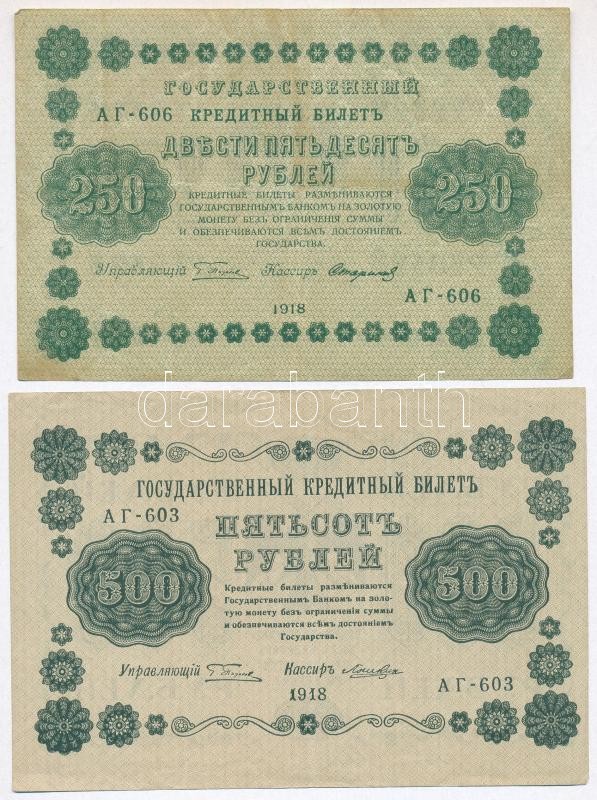 ГОСУДАРСТВЕННЫЙ
АГ-606 КРЕДИТНЫЙ БИЛЕТЪ
ДВѢСТИ ПЯТЬДЕСЯТЪ
РУБЛЕЙ
250 250
КРЕДИТНЫЕ БИЛЕТЫ РАЗМѢНИВАЮТСЯ
ГОСУДАРСТВЕННЫМЪ БАНКОМЪ НА ЗОЛОТУЮ
МОНЕТУ БЕЗЪ ОГРАНИЧЕНІЯ СУММЫ
И ОБЕЗПЕЧИВАЮТСЯ ВСѢМЪ ДОСТОЯНІЕМЪ
ГОСУДАРСТВА.
Управляющій Кассиръ
АГ-606
1918
darabanth
ГОСУДАРСТВЕННЫЙ КРЕДИТНЫЙ БИЛЕТЪ
АГ-603
ПЯТЬСОТЪ
РУБЛЕЙ
500 500
Кредитные билеты размѣниваются
Государственнымъ Банкомъ на золо-
тую монету безъ ограниченія суммы
и обезпечиваются всѣмъ достояніемъ
Государства.
Управляющій Кассиръ
1918 АГ-603